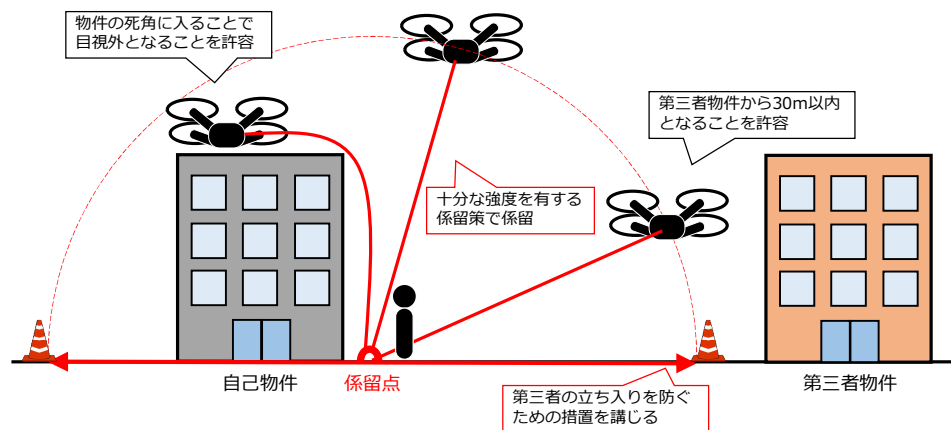 物件の死角に入ることで
目視外となることを許容
第三者物件から30m以内
となることを許容
十分な強度を有する
係留策で係留
自己物件
係留点
第三者物件
第三者の立ち入りを防ぐ
ための措置を講じる